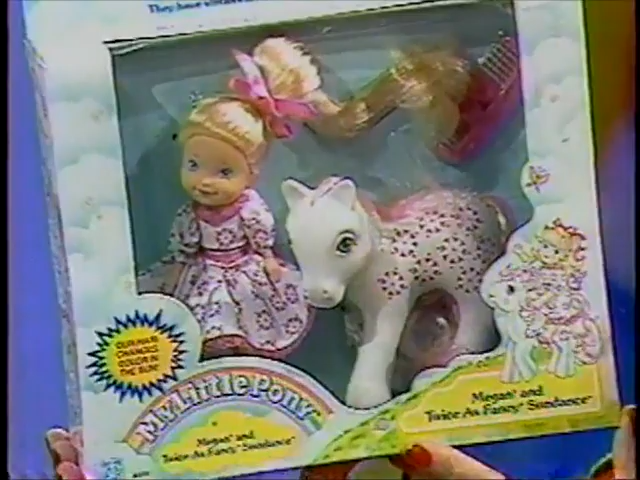 They have
OUR HAIR
CHANGES
COLOR IN
THE SUN!
My Little Pony
Megan and
Twice As Fancy Sundance
Megan and
Twice As Fancy Sundance